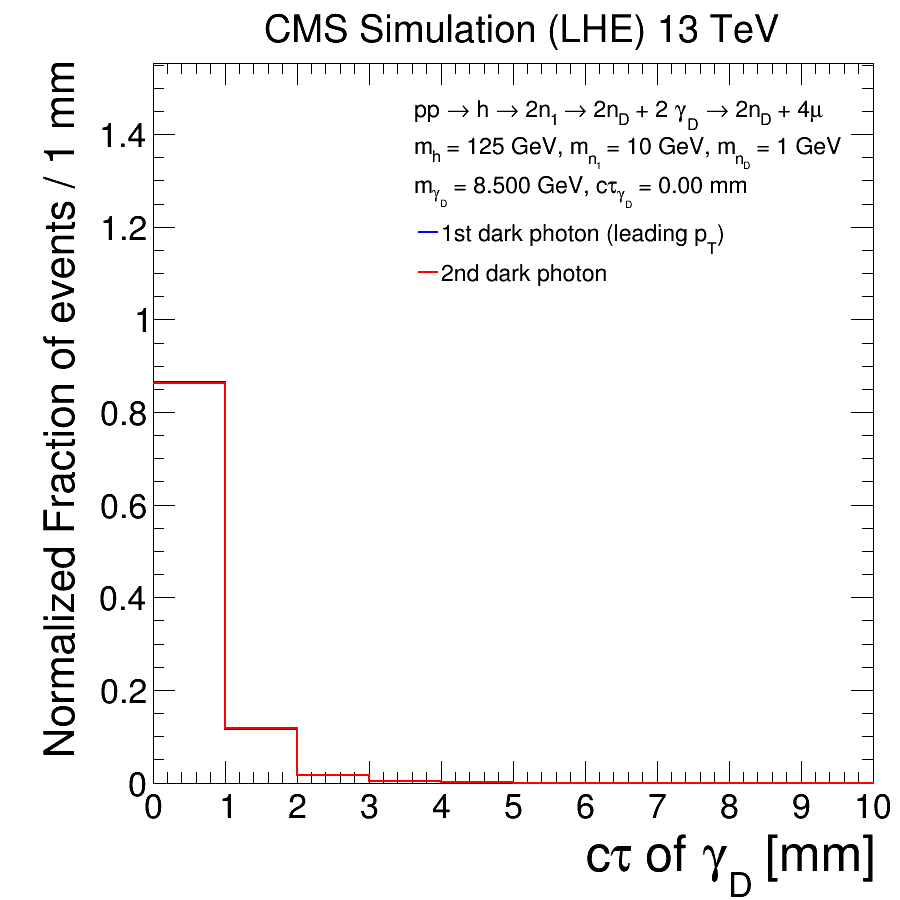 CMS Simulation (LHE) 13 TeV
pp → h → 2n1 → 2nD + 2 γD → 2nD + 4μ
mh = 125 GeV, mn1 = 10 GeV, mnD = 1 GeV
mγD = 8.500 GeV, cτγD = 0.00 mm
1st dark photon (leading pT)
2nd dark photon
Normalized Fraction of events / 1 mm
1.4
1.2
1
0.8
0.6
0.4
0.2
0
0 1 2 3 4 5 6 7 8 9 10
cτ of γD [mm]